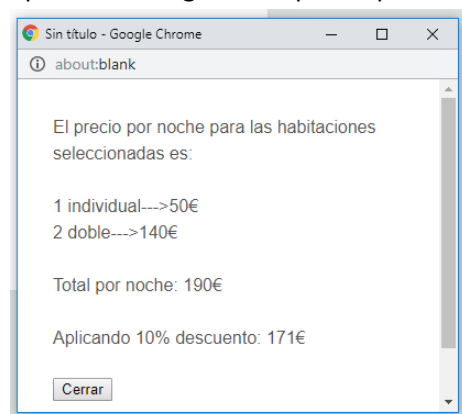 Sin título - Google Chrome
about:blank
El precio por noche para las habitaciones
seleccionadas es:
1 individual--->50€
2 doble--->140€
Total por noche: 190€
Aplicando 10% descuento: 171€
Cerrar